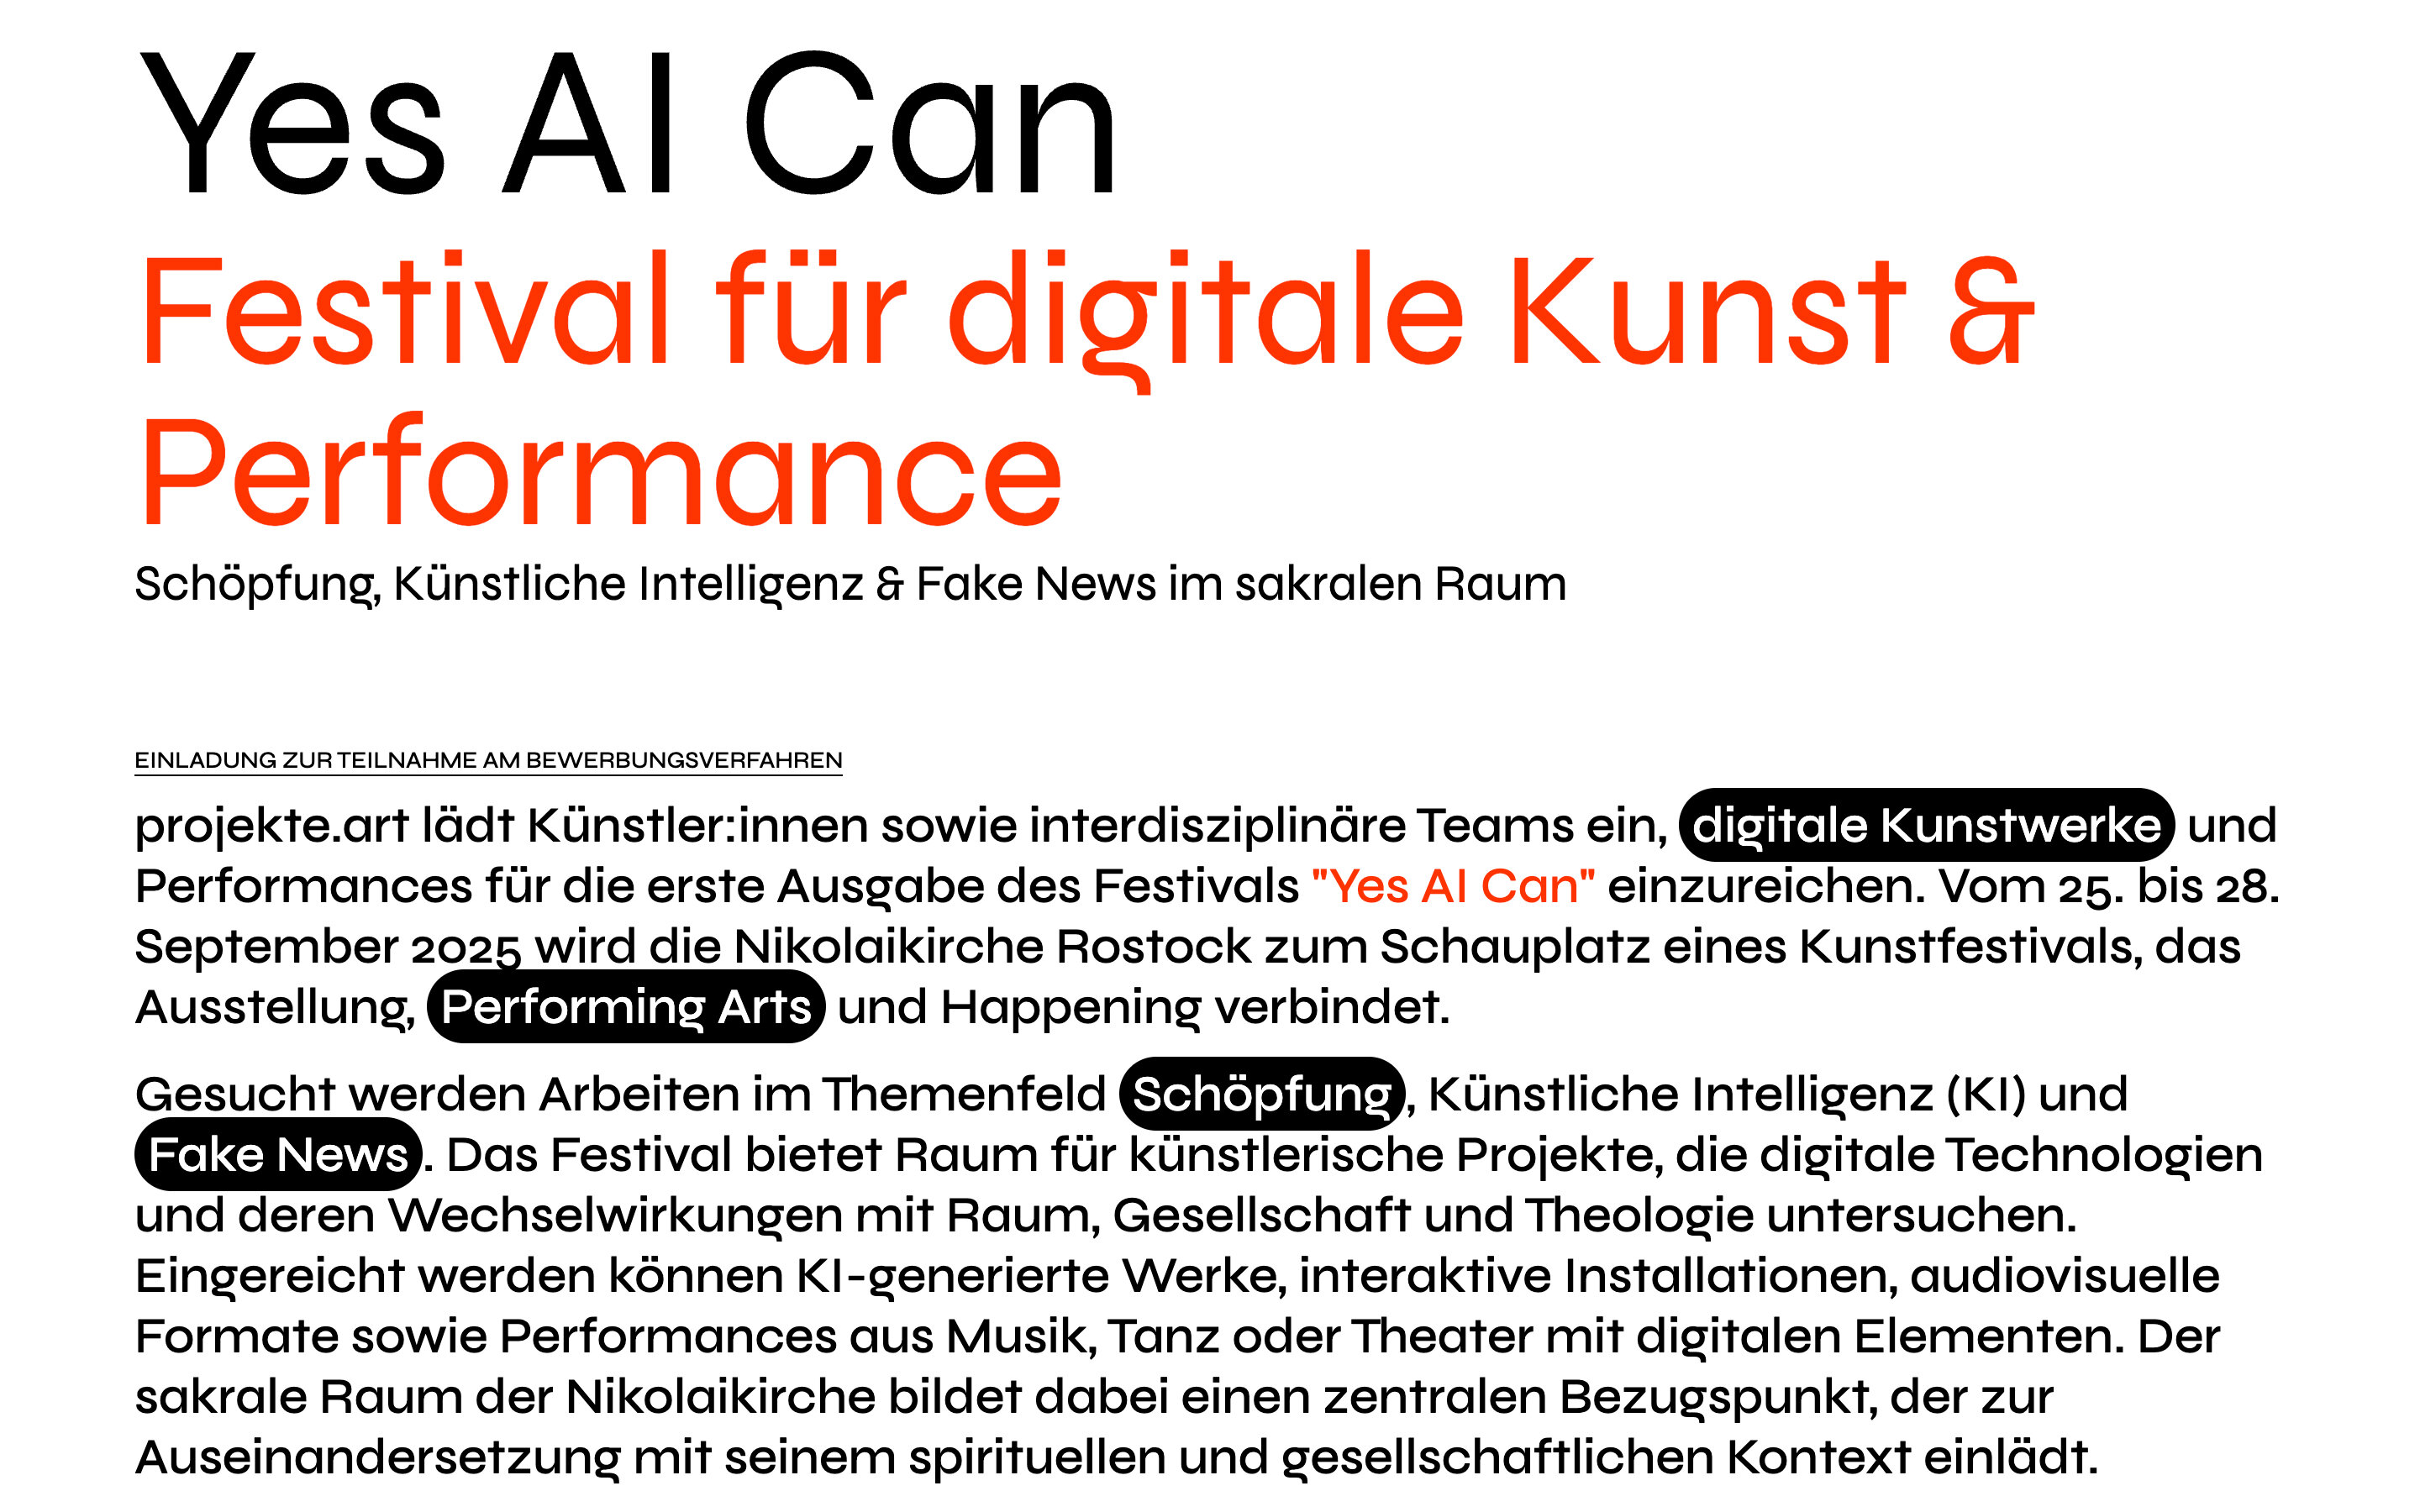 Yes AI Can
Festival für digitale Kunst &
Performance
Schöpfung, Künstliche Intelligenz & Fake News im sakralen Raum
EINLADUNG ZUR TEILNAHME AM BEWERBUNGSVERFAHREN
projekte.art lädt Künstler:innen sowie interdisziplinäre Teams ein, digitale Kunstwerke und
Performances für die erste Ausgabe des Festivals "Yes AI Can" einzureichen. Vom 25. bis 28.
September 2025 wird die Nikolaikirche Rostock zum Schauplatz eines Kunstfestivals, das
Ausstellung, Performing Arts und Happening verbindet.
Gesucht werden Arbeiten im Themenfeld Schöpfung, Künstliche Intelligenz (KI) und
Fake News. Das Festival bietet Raum für künstlerische Projekte, die digitale Technologien
und deren Wechselwirkungen mit Raum, Gesellschaft und Theologie untersuchen.
Eingereicht werden können KI-generierte Werke, interaktive Installationen, audiovisuelle
Formate sowie Performances aus Musik, Tanz oder Theater mit digitalen Elementen. Der
sakrale Raum der Nikolaikirche bildet dabei einen zentralen Bezugspunkt, der zur
Auseinandersetzung mit seinem spirituellen und gesellschaftlichen Kontext einlädt.